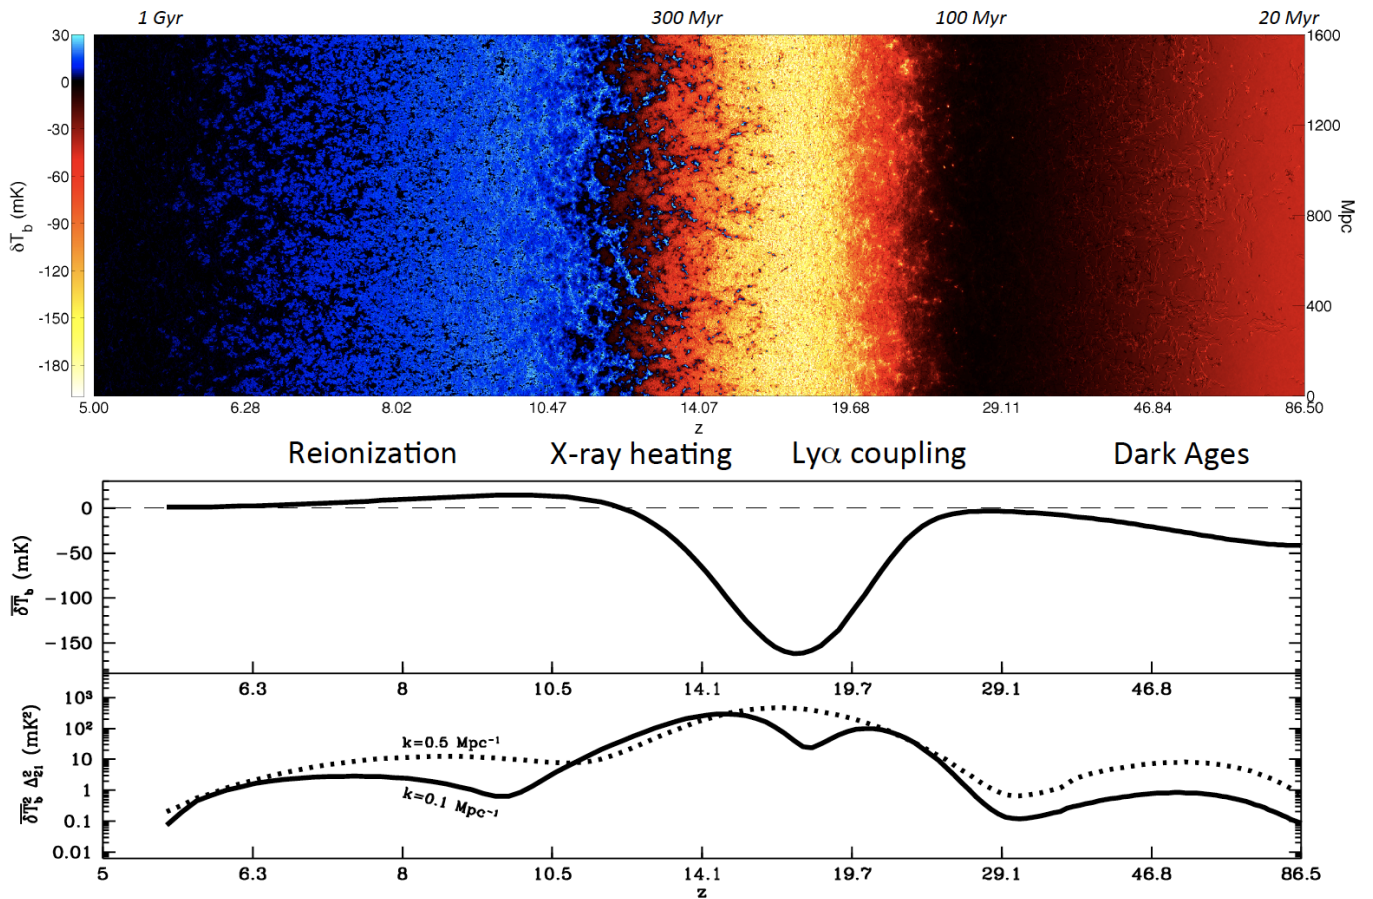 1 Gyr 300 Myr 100 Myr 20 Myr
30 1600
0
-30 1200
-60
-90 800
-120
-150 400
-180
0
δT_b (mK)
Mpc
5.00 6.28 8.02 10.47 14.07 19.68 29.11 46.84 86.50
z
Reionization X-ray heating Lyα coupling Dark Ages
0
−50
−100
−150
δT̄_b (mK)
6.3 8 10.5 14.1 19.7 29.1 46.8
10³
10²
10
1
0.1
0.01
δT̄_b² Δ²₂₁ (mK²)
k=0.5 Mpc⁻¹
k=0.1 Mpc⁻¹
5 6.3 8 10.5 14.1 19.7 29.1 46.8 86.5
z